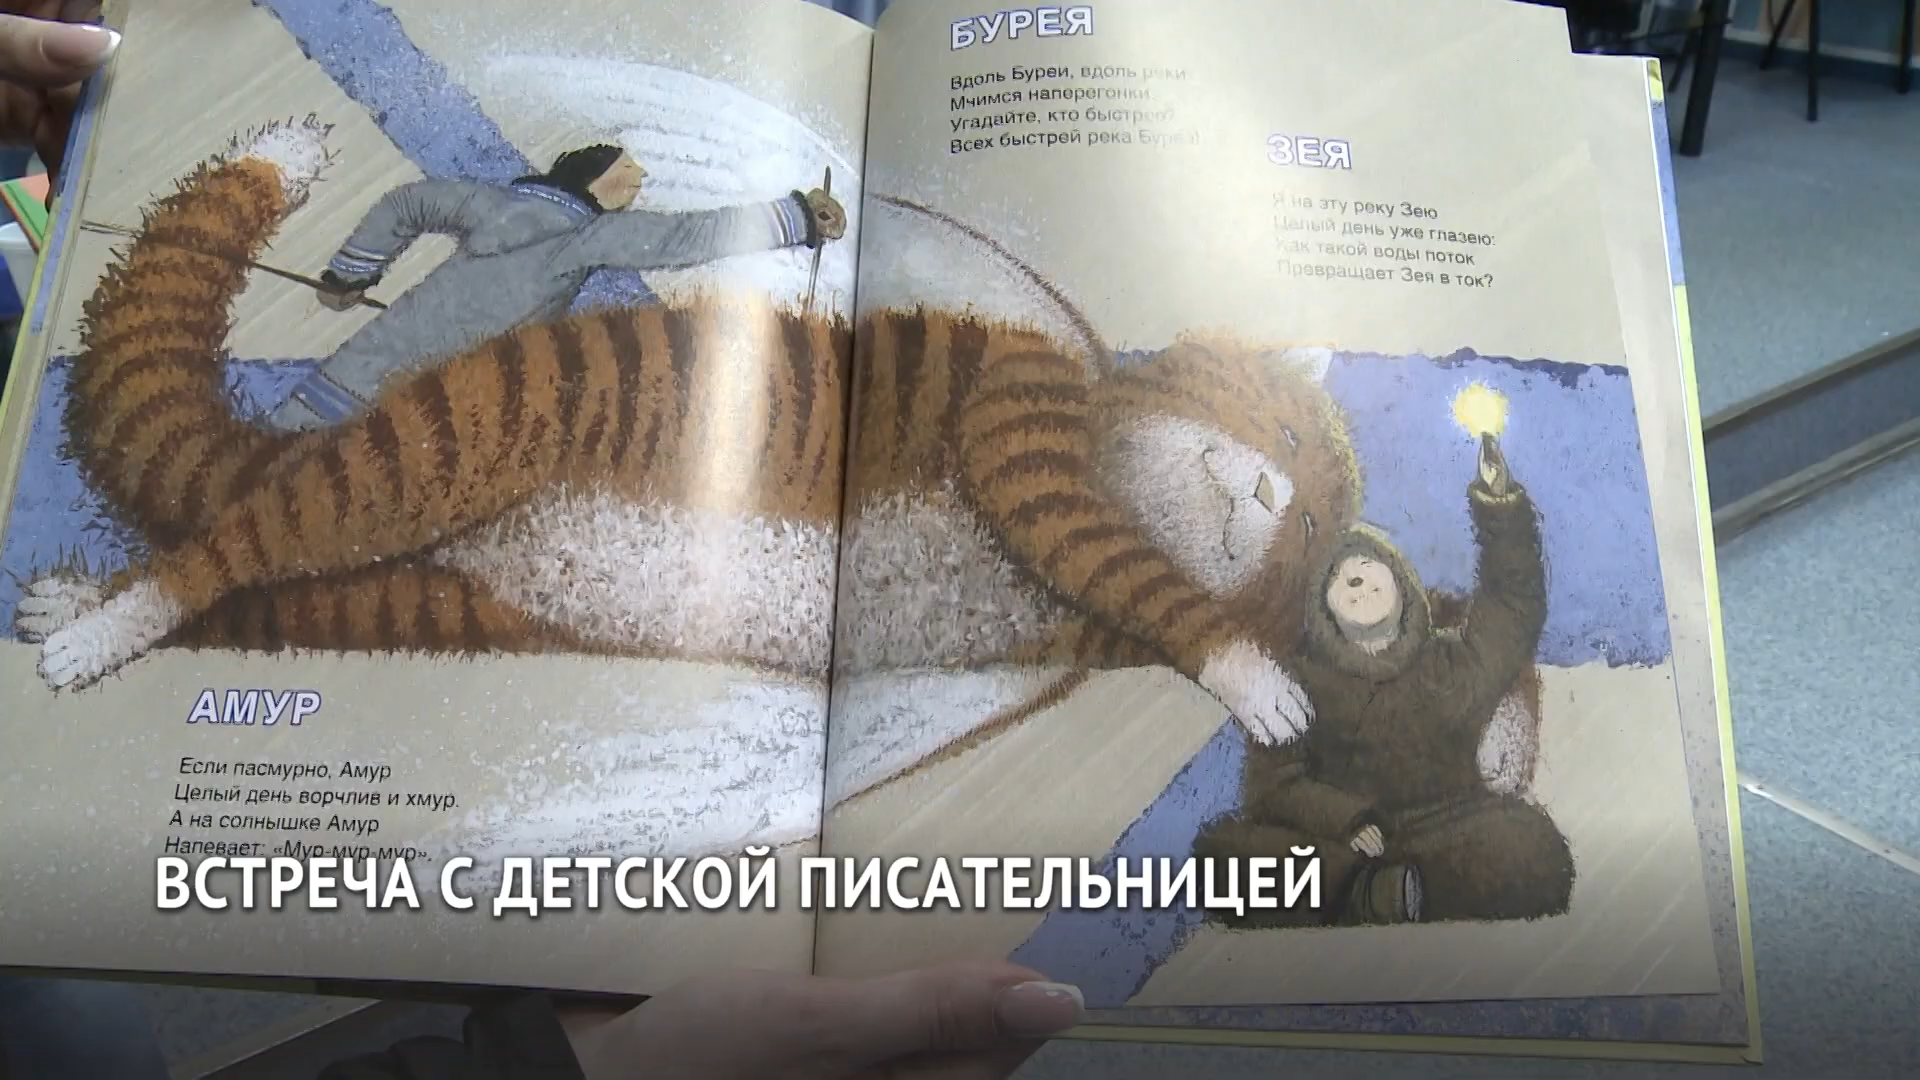 БУРЕЯ
Вдоль Буреи, вдоль реки
Мчимся наперегонки.
Угадайте, кто быстрее?
Всех быстрей река Бурея!
ЗЕЯ
Я на эту реку Зею
Целый день уже глазею:
Как такой воды поток
Превращает Зея в ток?
АМУР
Если пасмурно, Амур
Целый день ворчлив и хмур.
А на солнышке Амур
Напевает: «Мур-мур-мур».
ВСТРЕЧА С ДЕТСКОЙ ПИСАТЕЛЬНИЦЕЙ